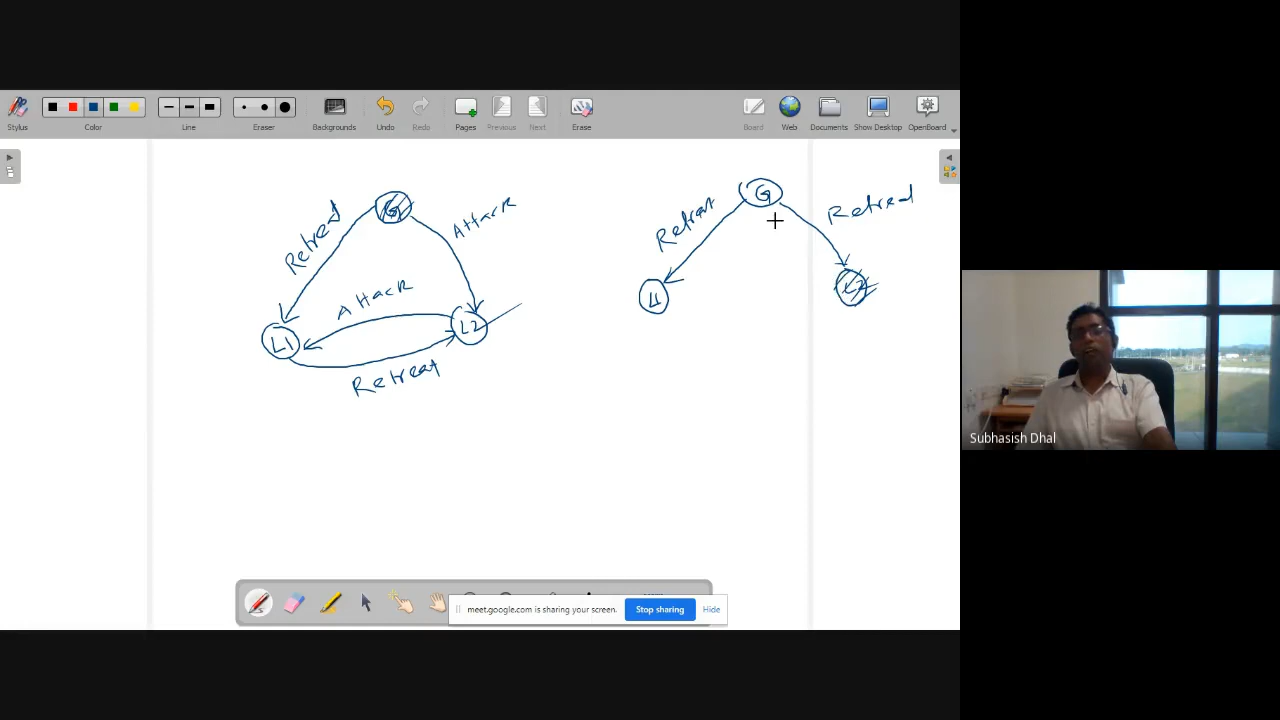 Stylus
Color
Line
Eraser
Backgrounds
Undo
Redo
Pages
Previous
Next
Erase
Board
Web
Documents
Show Desktop
OpenBoard
G
Retreat
Attack
Attack
L1
L2
Retreat
G
Retreat
Retreat
L1
L2
Subhasish Dhal
meet.google.com is sharing your screen.
Stop sharing
Hide